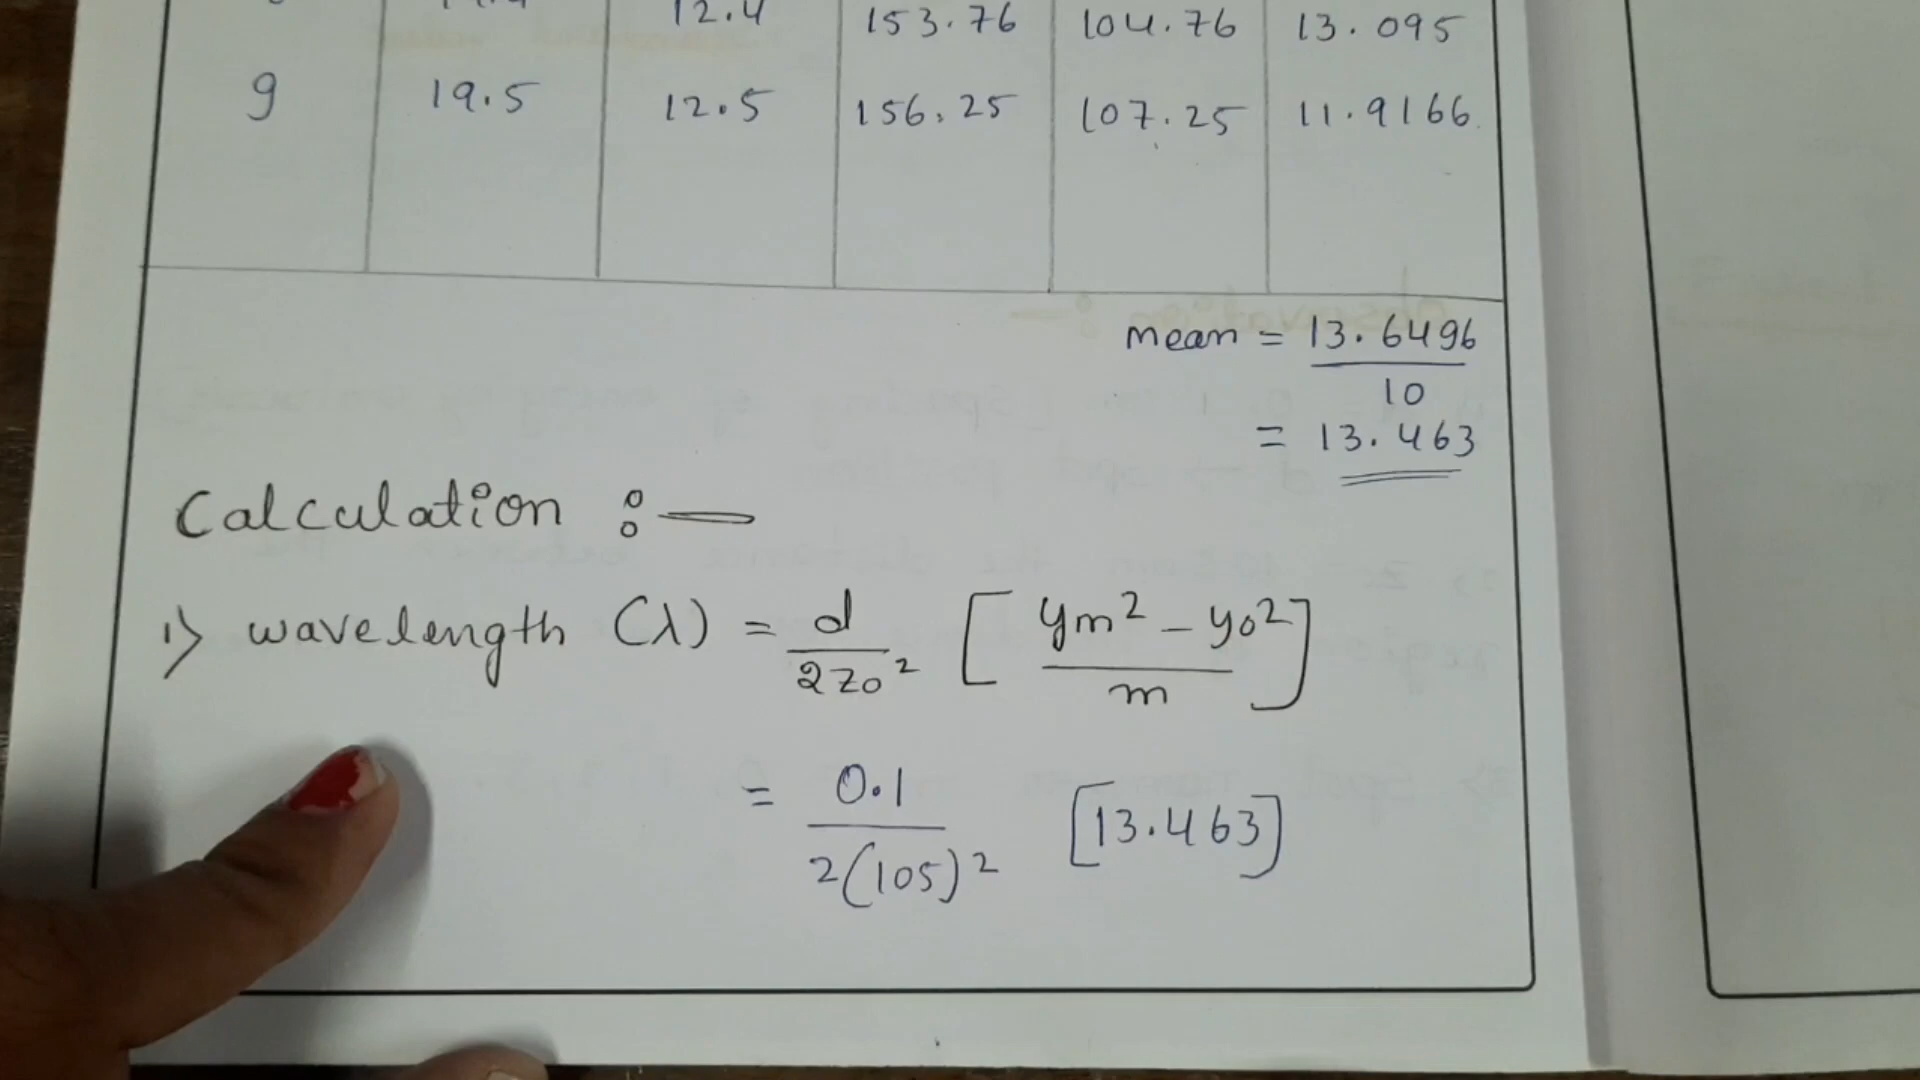 12.4 153.76 104.76 13.095
9 19.5 12.5 156.25 107.25 11.9166
mean = 13.6496
10
= 13.463
Calculation :—
1> wavelength (λ) = d/2z₀² [ym² - y₀²/m]
= 0.1/2(105)² [13.463]